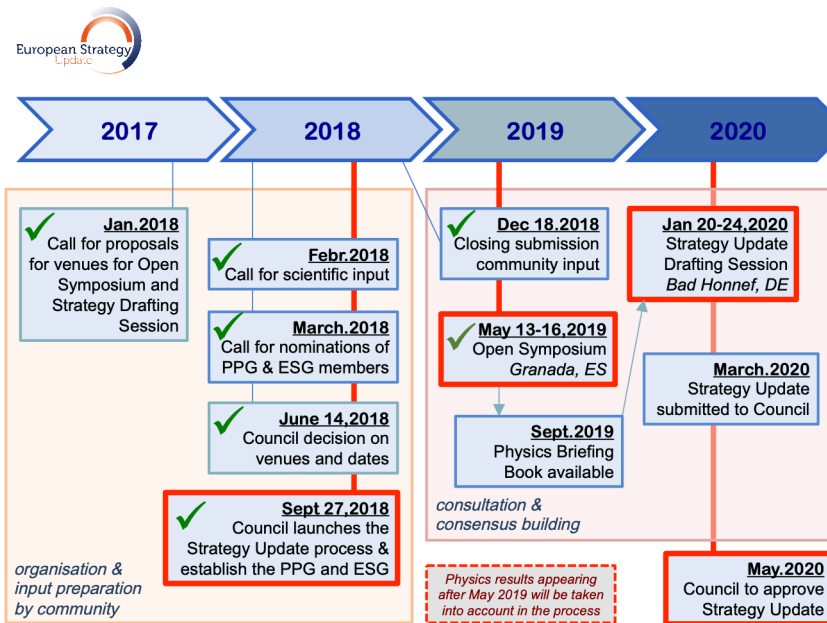 European Strategy
Update
2017
2018
2019
2020
Jan.2018
Call for proposals
for venues for Open
Symposium and
Strategy Drafting
Session
Febr.2018
Call for scientific input
March.2018
Call for nominations of
PPG & ESG members
June 14,2018
Council decision on
venues and dates
Sept 27,2018
Council launches the
Strategy Update process &
establish the PPG and ESG
organisation &
input preparation
by community
Dec 18.2018
Closing submission
community input
May 13-16,2019
Open Symposium
Granada, ES
Sept.2019
Physics Briefing
Book available
consultation &
consensus building
Physics results appearing
after May 2019 will be taken
into account in the process
Jan 20-24,2020
Strategy Update
Drafting Session
Bad Honnef, DE
March.2020
Strategy Update
submitted to Council
May.2020
Council to approve
Strategy Update